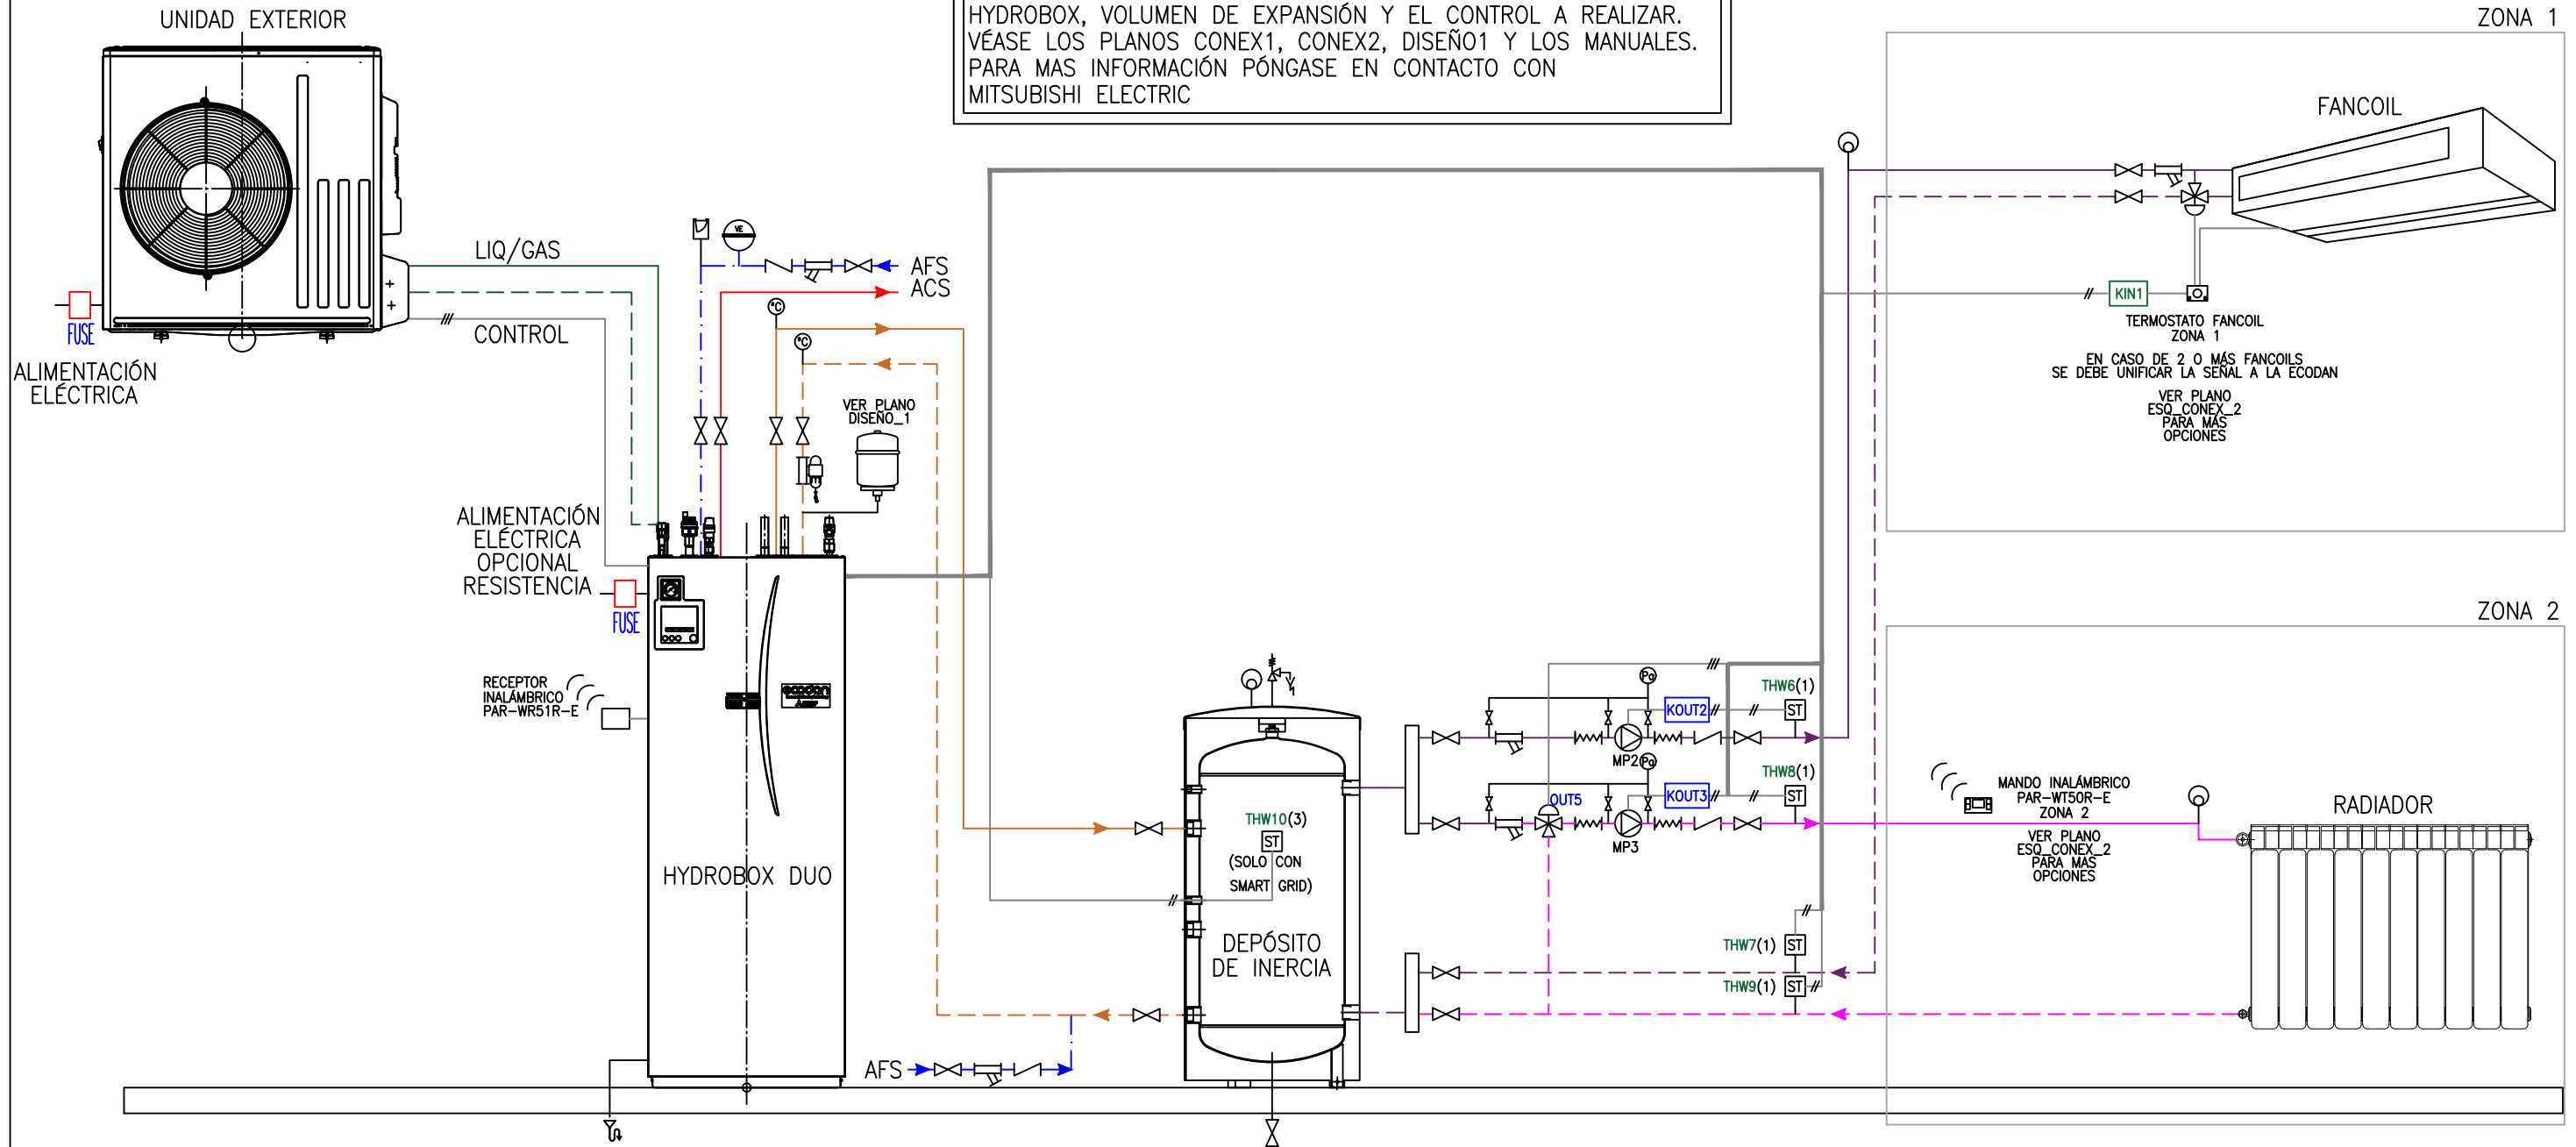 UNIDAD EXTERIOR
HYDROBOX, VOLUMEN DE EXPANSIÓN Y EL CONTROL A REALIZAR.
VÉASE LOS PLANOS CONEX1, CONEX2, DISEÑO1 Y LOS MANUALES.
PARA MAS INFORMACIÓN PÓNGASE EN CONTACTO CON
MITSUBISHI ELECTRIC
ZONA 1
FANCOIL
LIQ/GAS
CONTROL
FUSE
ALIMENTACIÓN
ELÉCTRICA
VE
AFS
ACS
°C
°C
VER PLANO
DISEÑO_1
KIN1
TERMOSTATO FANCOIL
ZONA 1
EN CASO DE 2 O MÁS FANCOILS
SE DEBE UNIFICAR LA SEÑAL A LA ECODAN
VER PLANO
ESQ_CONEX_2
PARA MÁS
OPCIONES
ALIMENTACIÓN
ELÉCTRICA
OPCIONAL
RESISTENCIA
FUSE
RECEPTOR
INALÁMBRICO
PAR-WR51R-E
ecodan
HYDROBOX DUO
ZONA 2
Pa
KOUT2
THW6(1)
ST
MP2
Pa
THW8(1)
OUT5
KOUT3
ST
MP3
THW10(3)
ST
(SOLO CON
SMART GRID)
DEPÓSITO
DE INERCIA
THW7(1) ST
THW9(1) ST
MANDO INALÁMBRICO
PAR-WT50R-E
ZONA 2
VER PLANO
ESQ_CONEX_2
PARA MAS
OPCIONES
RADIADOR
AFS